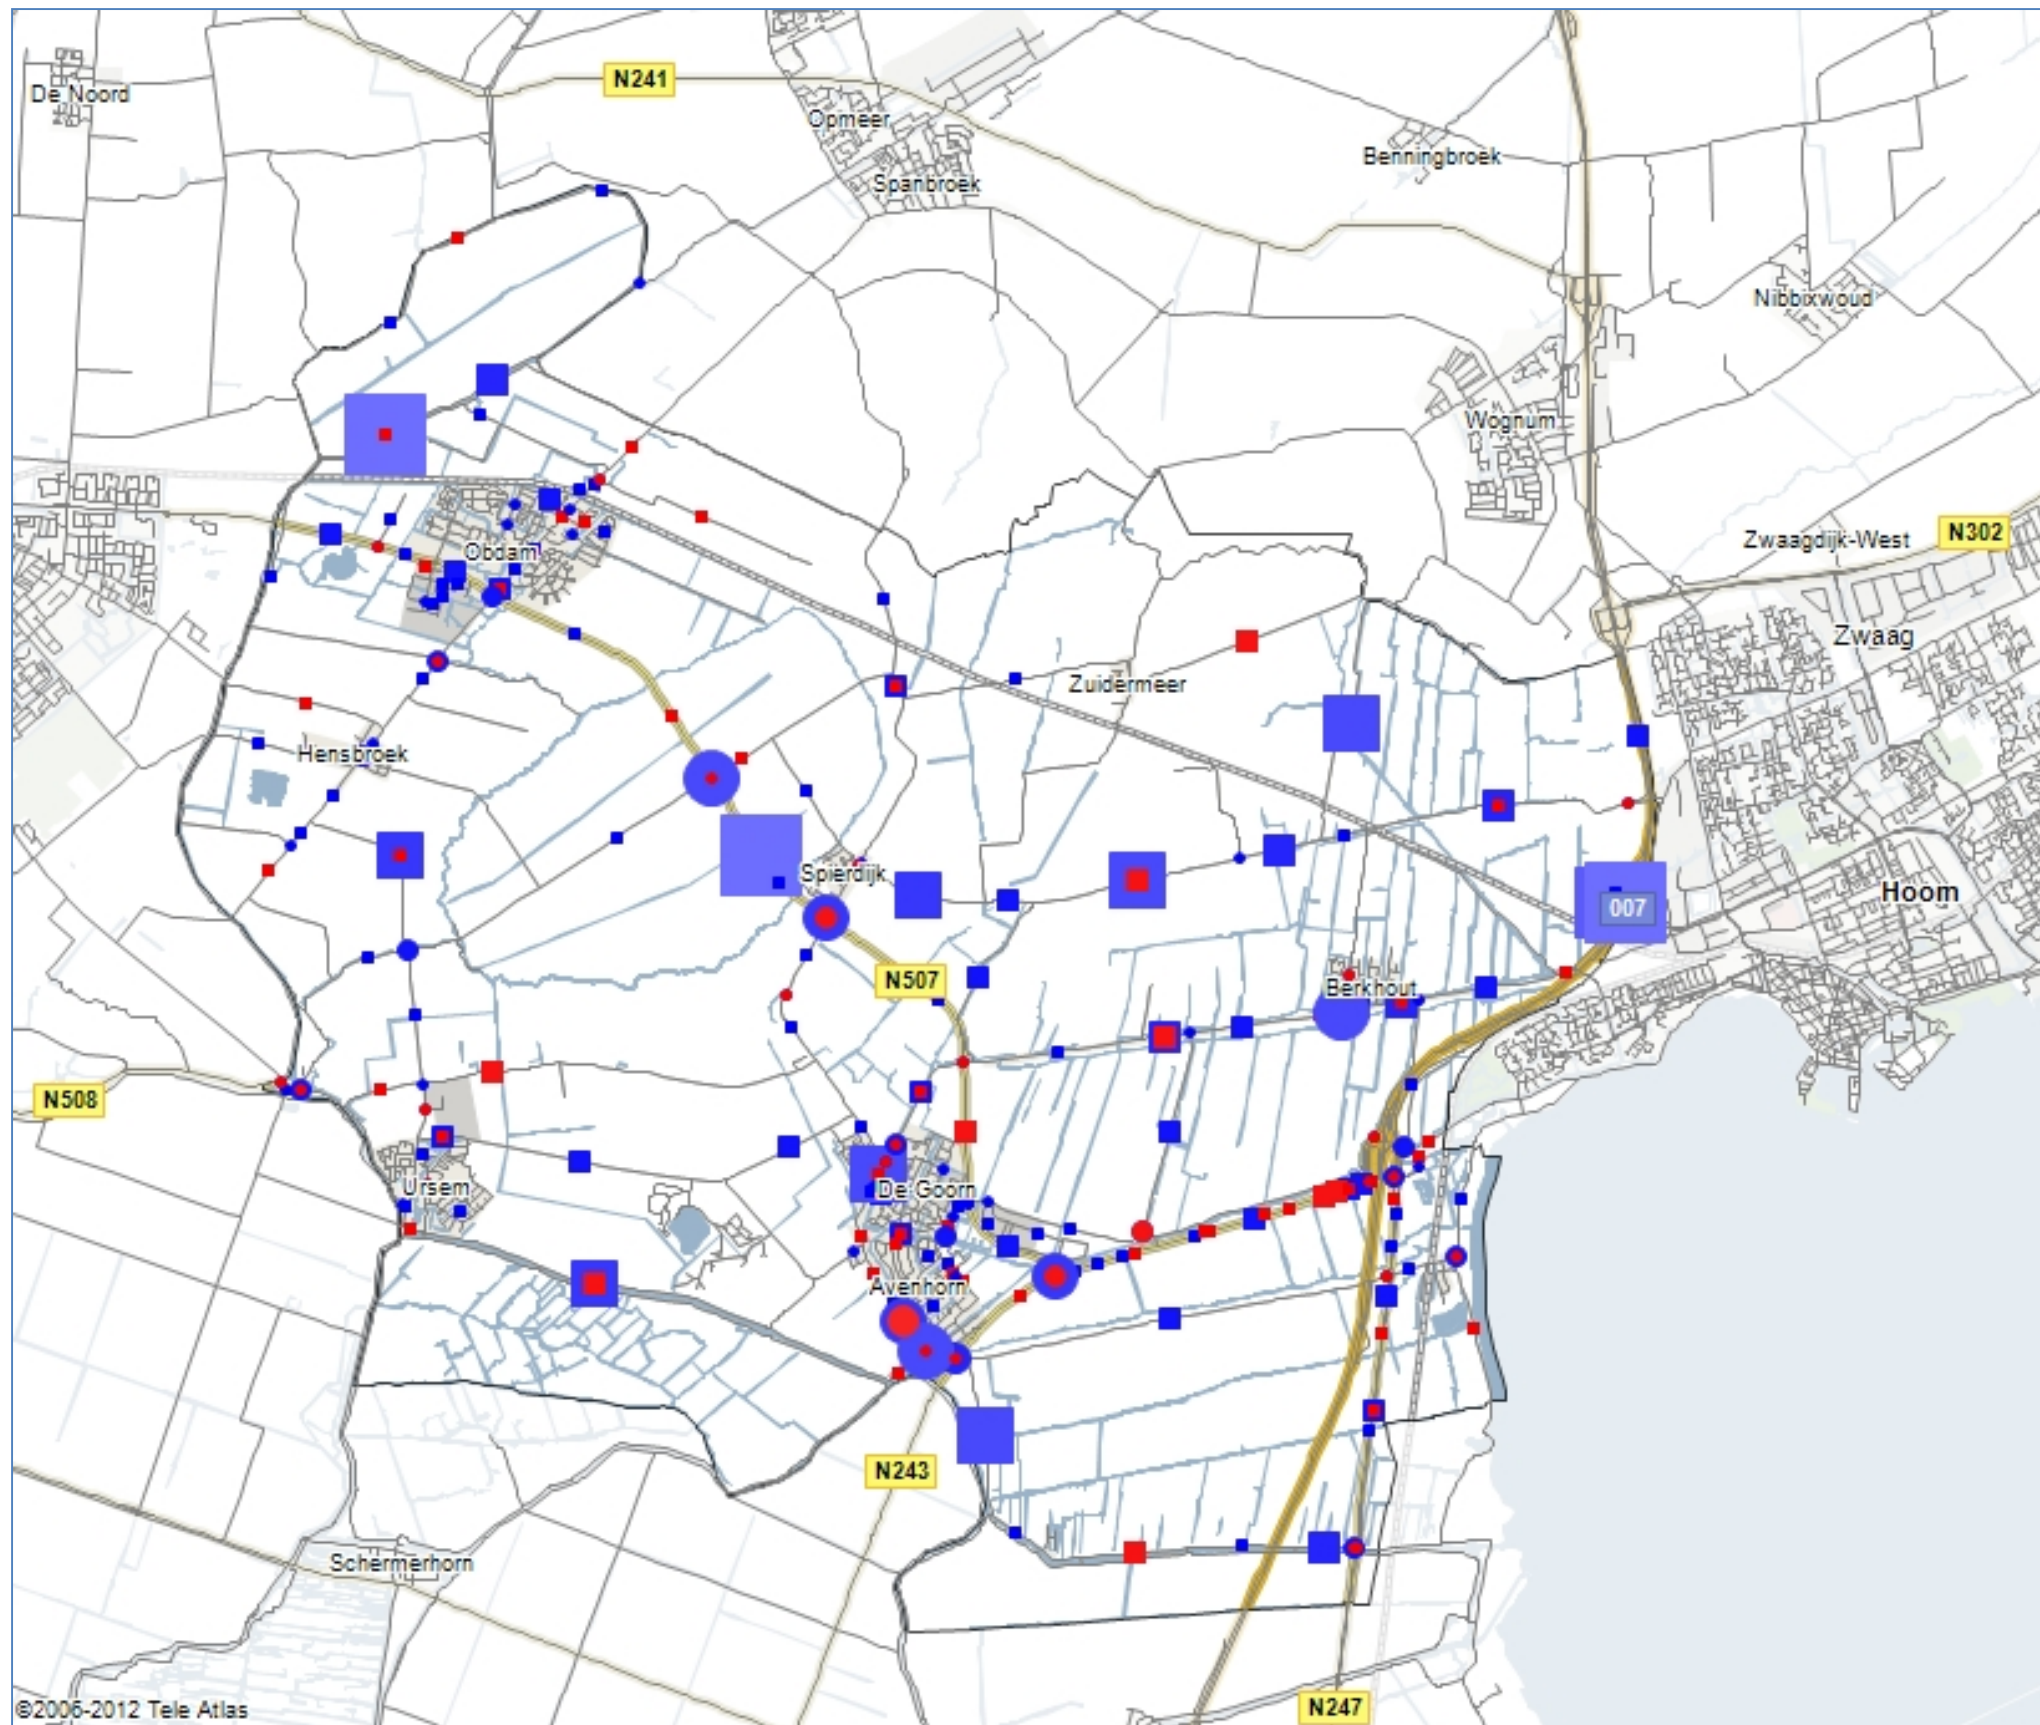 N241
De Noord
Opmeer
Benningbroek
Spanbroek
Nibbixwoud
Wognum
N302
Zwaagdijk-West
Obdam
Zwaag
Zuidermeer
Hensbroek
Spierdijk
Hoorn
007
N507
Berkhout
N508
Ursem
De Goorn
Avenhorn
N243
Schermerhorn
©2006-2012 Tele Atlas
N247